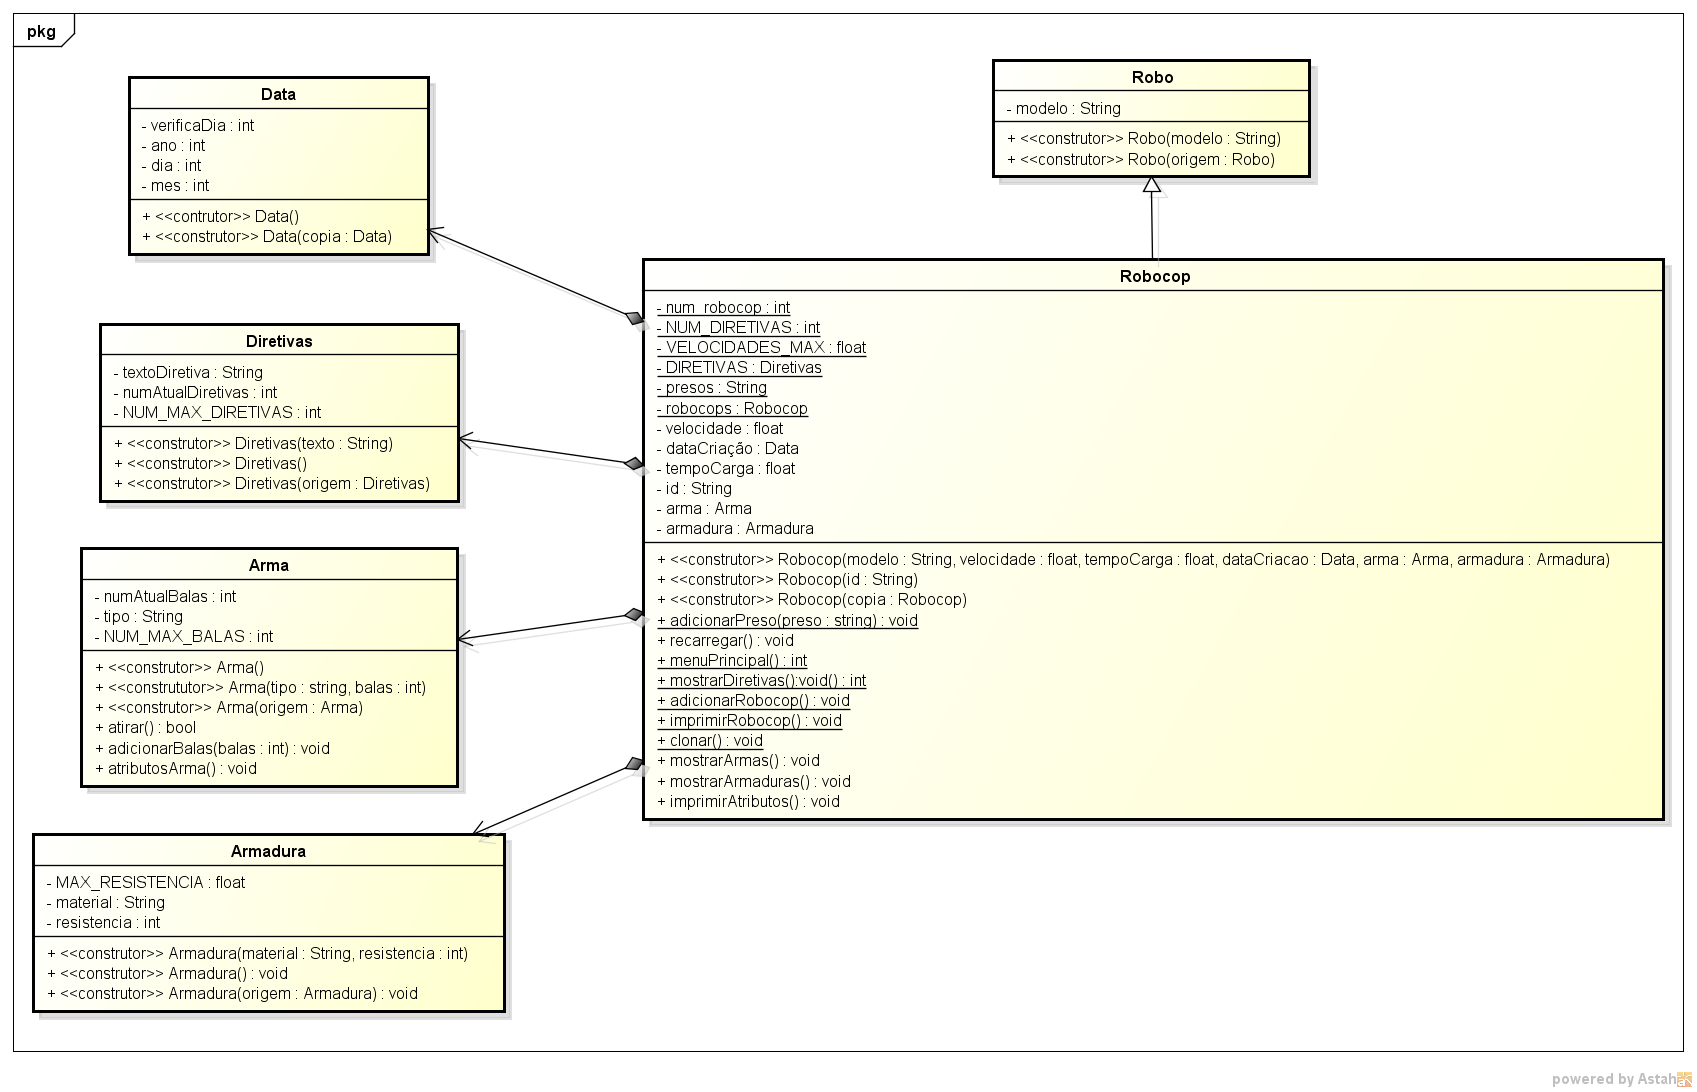 pkg
Data
- verificaDia : int
- ano : int
- dia : int
- mes : int
+ <<contrutor>> Data()
+ <<construtor>> Data(copia : Data)
Robo
- modelo : String
+ <<construtor>> Robo(modelo : String)
+ <<construtor>> Robo(origem : Robo)
Diretivas
- textoDiretiva : String
- numAtualDiretivas : int
- NUM_MAX_DIRETIVAS : int
+ <<construtor>> Diretivas(texto : String)
+ <<construtor>> Diretivas()
+ <<construtor>> Diretivas(origem : Diretivas)
Arma
- numAtualBalas : int
- tipo : String
- NUM_MAX_BALAS : int
+ <<construtor>> Arma()
+ <<constrututor>> Arma(tipo : string, balas : int)
+ <<construtor>> Arma(origem : Arma)
+ atirar() : bool
+ adicionarBalas(balas : int) : void
+ atributosArma() : void
Armadura
- MAX_RESISTENCIA : float
- material : String
- resistencia : int
+ <<construtor>> Armadura(material : String, resistencia : int)
+ <<construtor>> Armadura() : void
+ <<construtor>> Armadura(origem : Armadura) : void
Robocop
- num_robocop : int
- NUM_DIRETIVAS : int
- VELOCIDADES_MAX : float
- DIRETIVAS : Diretivas
- presos : String
- robocops : Robocop
- velocidade : float
- dataCriação : Data
- tempoCarga : float
- id : String
- arma : Arma
- armadura : Armadura
+ <<construtor>> Robocop(modelo : String, velocidade : float, tempoCarga : float, dataCriacao : Data, arma : Arma, armadura : Armadura)
+ <<construtor>> Robocop(id : String)
+ <<construtor>> Robocop(copia : Robocop)
+ adicionarPreso(preso : string) : void
+ recarregar() : void
+ menuPrincipal() : int
+ mostrarDiretivas():void() : int
+ adicionarRobocop() : void
+ imprimirRobocop() : void
+ clonar() : void
+ mostrarArmas() : void
+ mostrarArmaduras() : void
+ imprimirAtributos() : void
powered by Astah